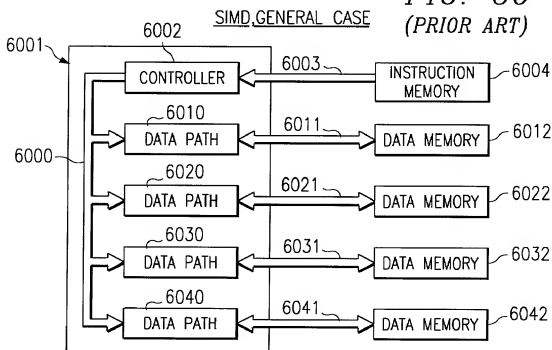 SIMD,GENERAL CASE
(PRIOR ART)
6001
6002
6003
6004
CONTROLLER
INSTRUCTION
MEMORY
6000
6010
6011
6012
DATA PATH
DATA MEMORY
6020
6021
6022
DATA PATH
DATA MEMORY
6030
6031
6032
DATA PATH
DATA MEMORY
6040
6041
6042
DATA PATH
DATA MEMORY